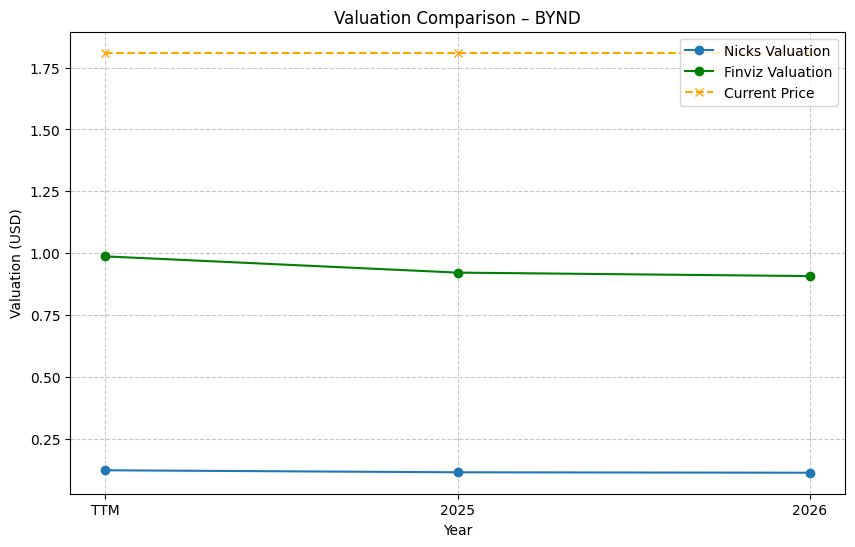 Valuation Comparison – BYND
Nicks Valuation
Finviz Valuation
Current Price
Valuation (USD)
1.75
1.50
1.25
1.00
0.75
0.50
0.25
TTM
2025
2026
Year